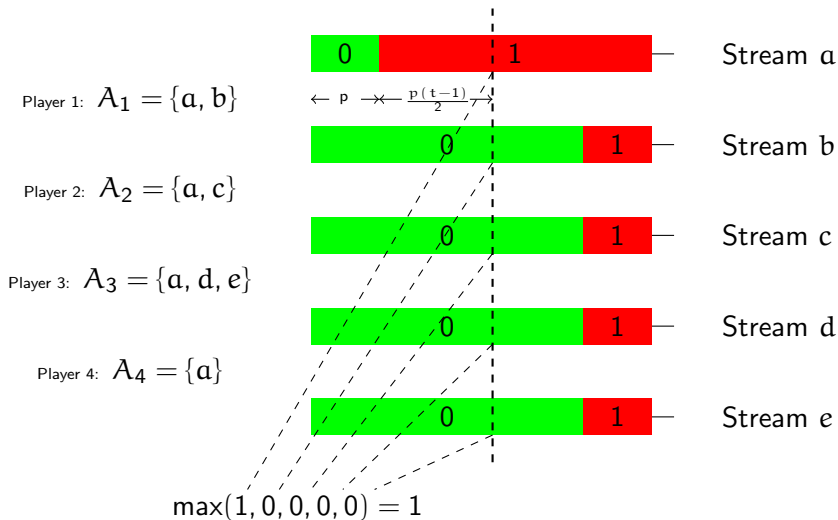 0 1 Stream a
Player 1: A₁ = {a, b}
p p(t−1)/2
0 1 Stream b
Player 2: A₂ = {a, c}
0 1 Stream c
Player 3: A₃ = {a, d, e}
0 1 Stream d
Player 4: A₄ = {a}
0 1 Stream e
max(1, 0, 0, 0, 0) = 1